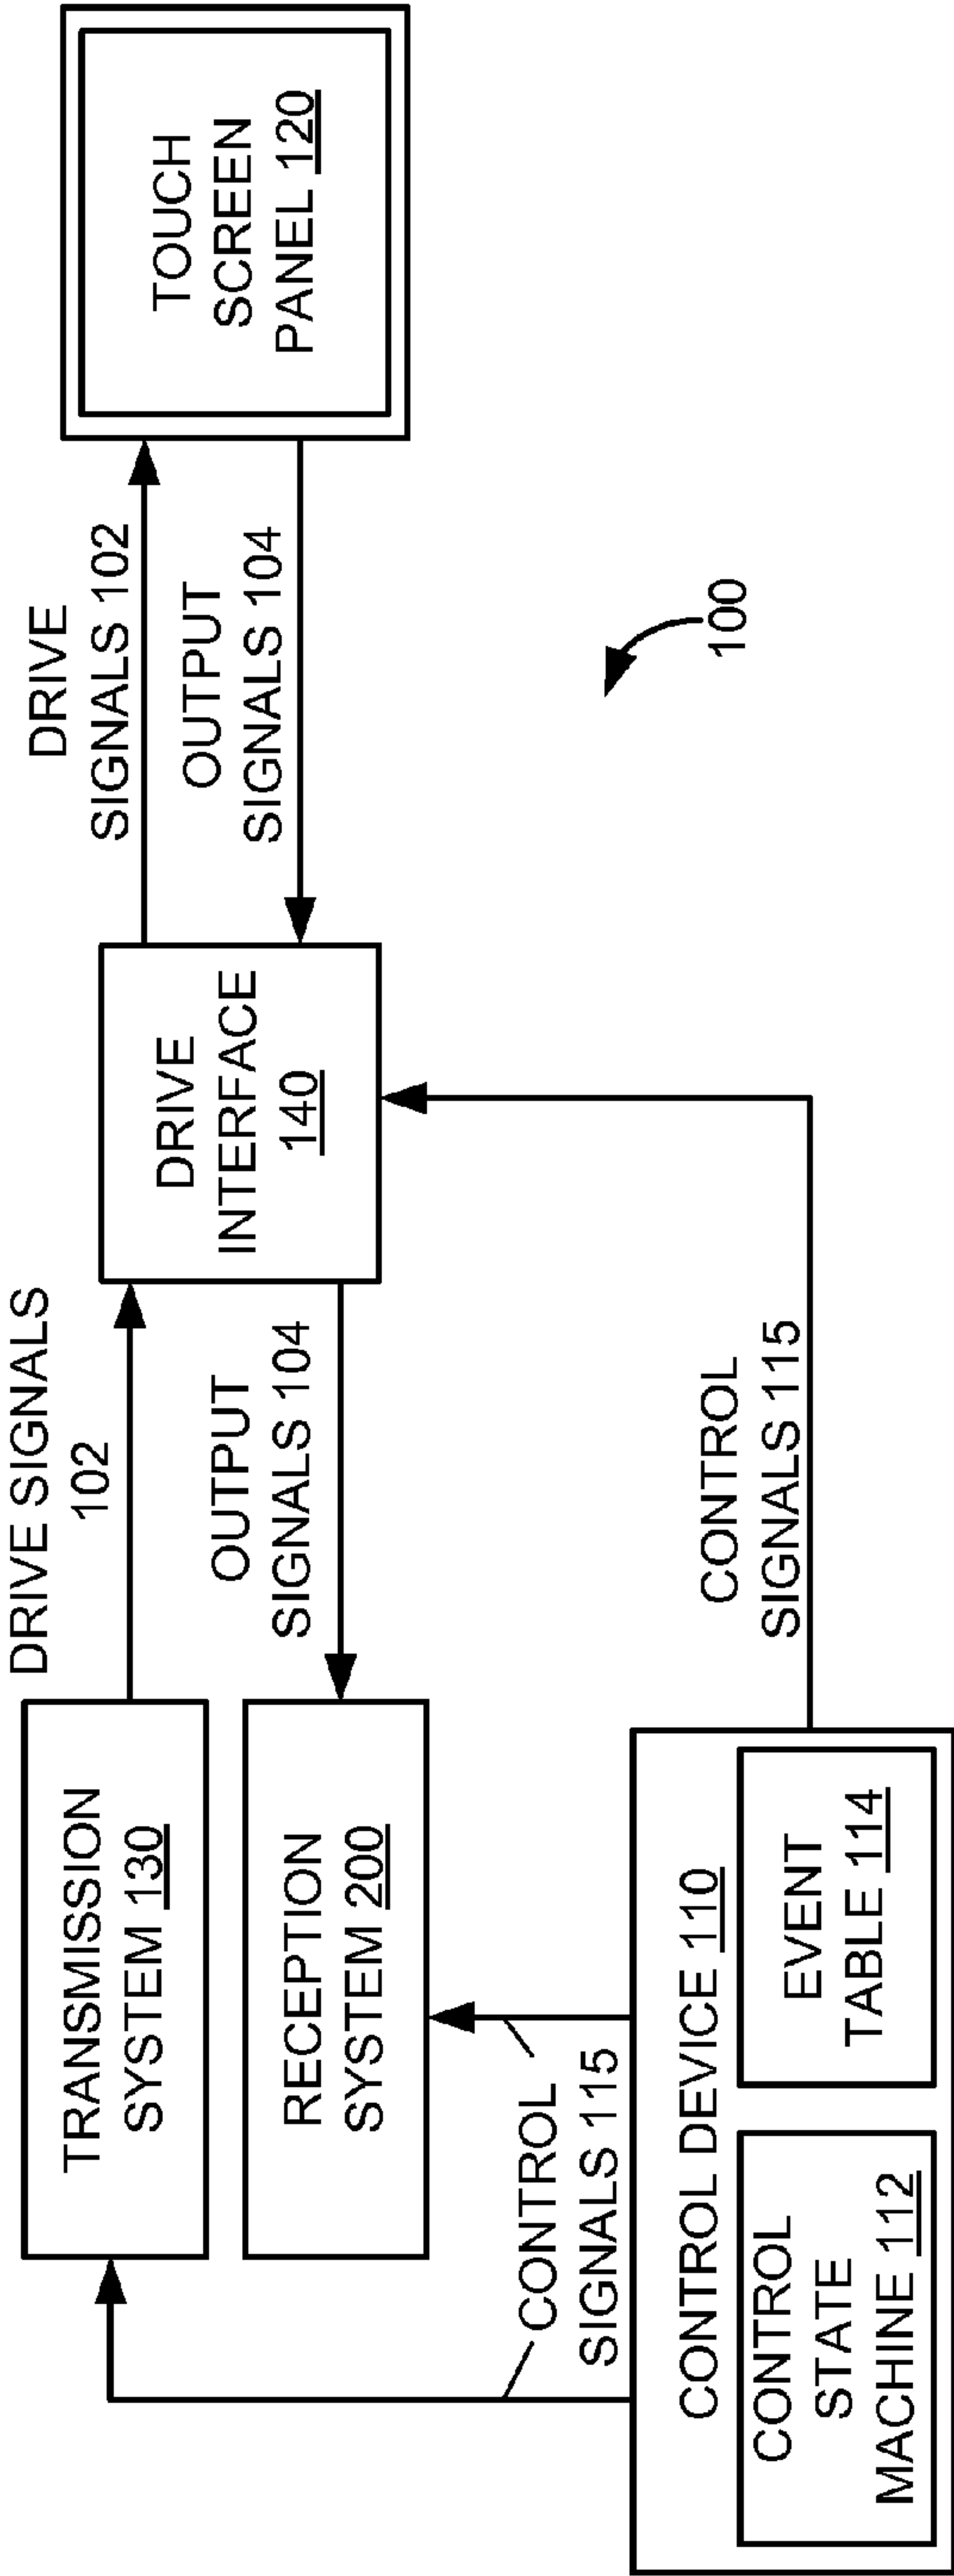 DRIVE SIGNALS
102
DRIVE
SIGNALS 102
TRANSMISSION
SYSTEM 130
DRIVE
INTERFACE
140
TOUCH
SCREEN
PANEL 120
OUTPUT
SIGNALS 104
OUTPUT
SIGNALS 104
RECEPTION
SYSTEM 200
CONTROL
SIGNALS 115
CONTROL
SIGNALS 115
100
CONTROL DEVICE 110
CONTROL
STATE
MACHINE 112
EVENT
TABLE 114